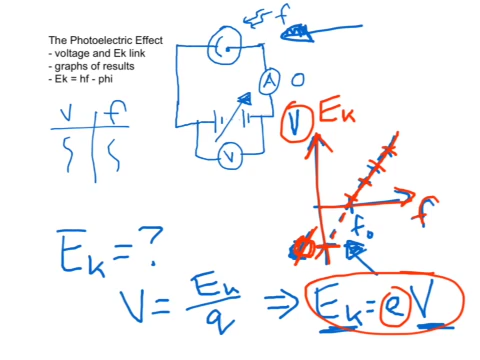 The Photoelectric Effect
- voltage and Ek link
- graphs of results
- Ek = hf - phi
f
A O
V
V f
V Ek
f
f₀
ϕ
Ek = ?
V = Ek/q ⇒ Ek = eV